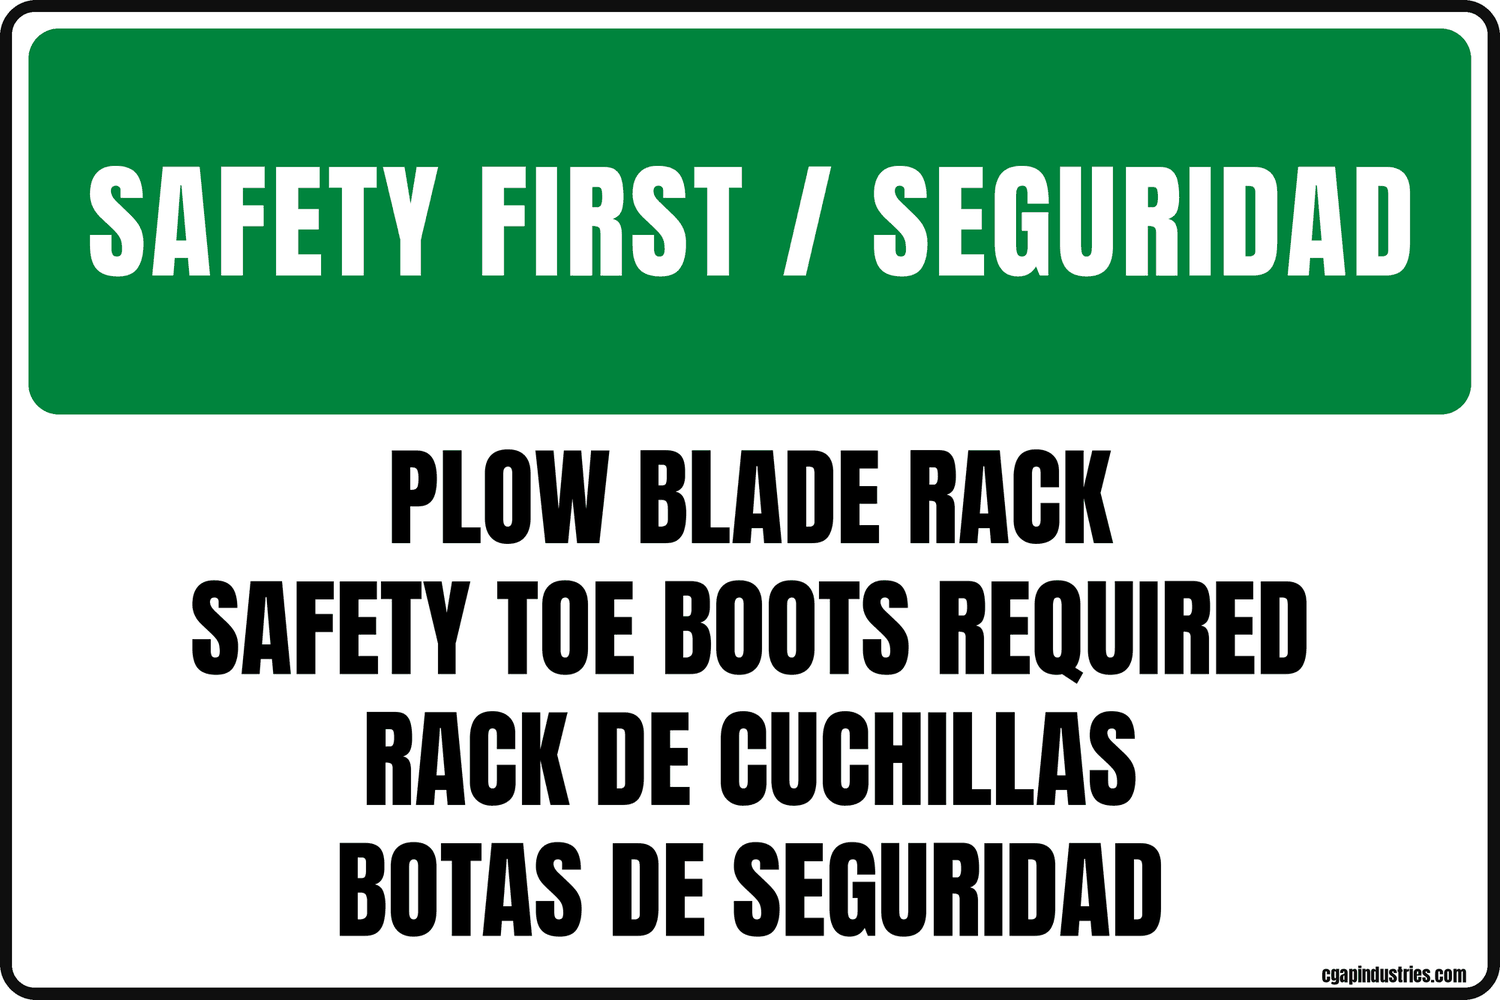 SAFETY FIRST / SEGURIDAD
PLOW BLADE RACK
SAFETY TOE BOOTS REQUIRED
RACK DE CUCHILLAS
BOTAS DE SEGURIDAD
cgapindustries.com